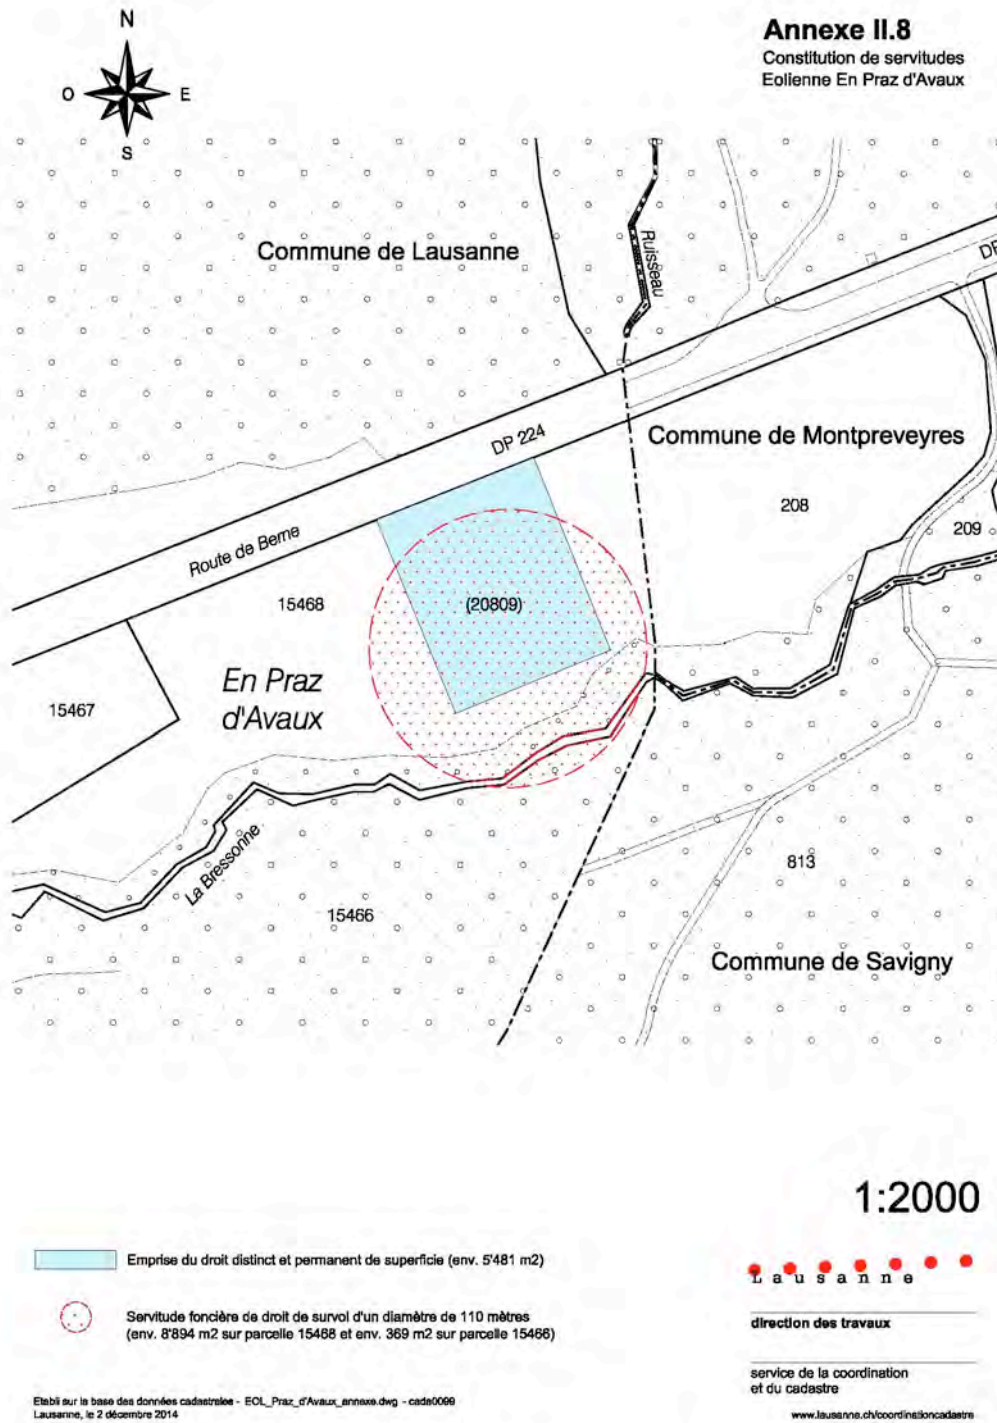 N
O
E
S
Annexe II.8
Constitution de servitudes
Eolienne En Praz d'Avaux
Commune de Lausanne
Ruisseau
DP
DP 224
Commune de Montpreveyres
208
209
Route de Berne
15468
(20809)
En Praz
d'Avaux
15467
La Bressonne
15466
813
Commune de Savigny
1:2000
Emprise du droit distinct et permanent de superficie (env. 5'481 m2)
Servitude foncière de droit de survol d'un diamètre de 110 mètres
(env. 8'894 m2 sur parcelle 15468 et env. 369 m2 sur parcelle 15466)
Lausanne
direction des travaux
service de la coordination
et du cadastre
Etabli sur la base des données cadastrales - EOL_Praz_d'Avaux_annexe.dwg - cada0099
Lausanne, le 2 décembre 2014
www.lausanne.ch/coordinationcadastre